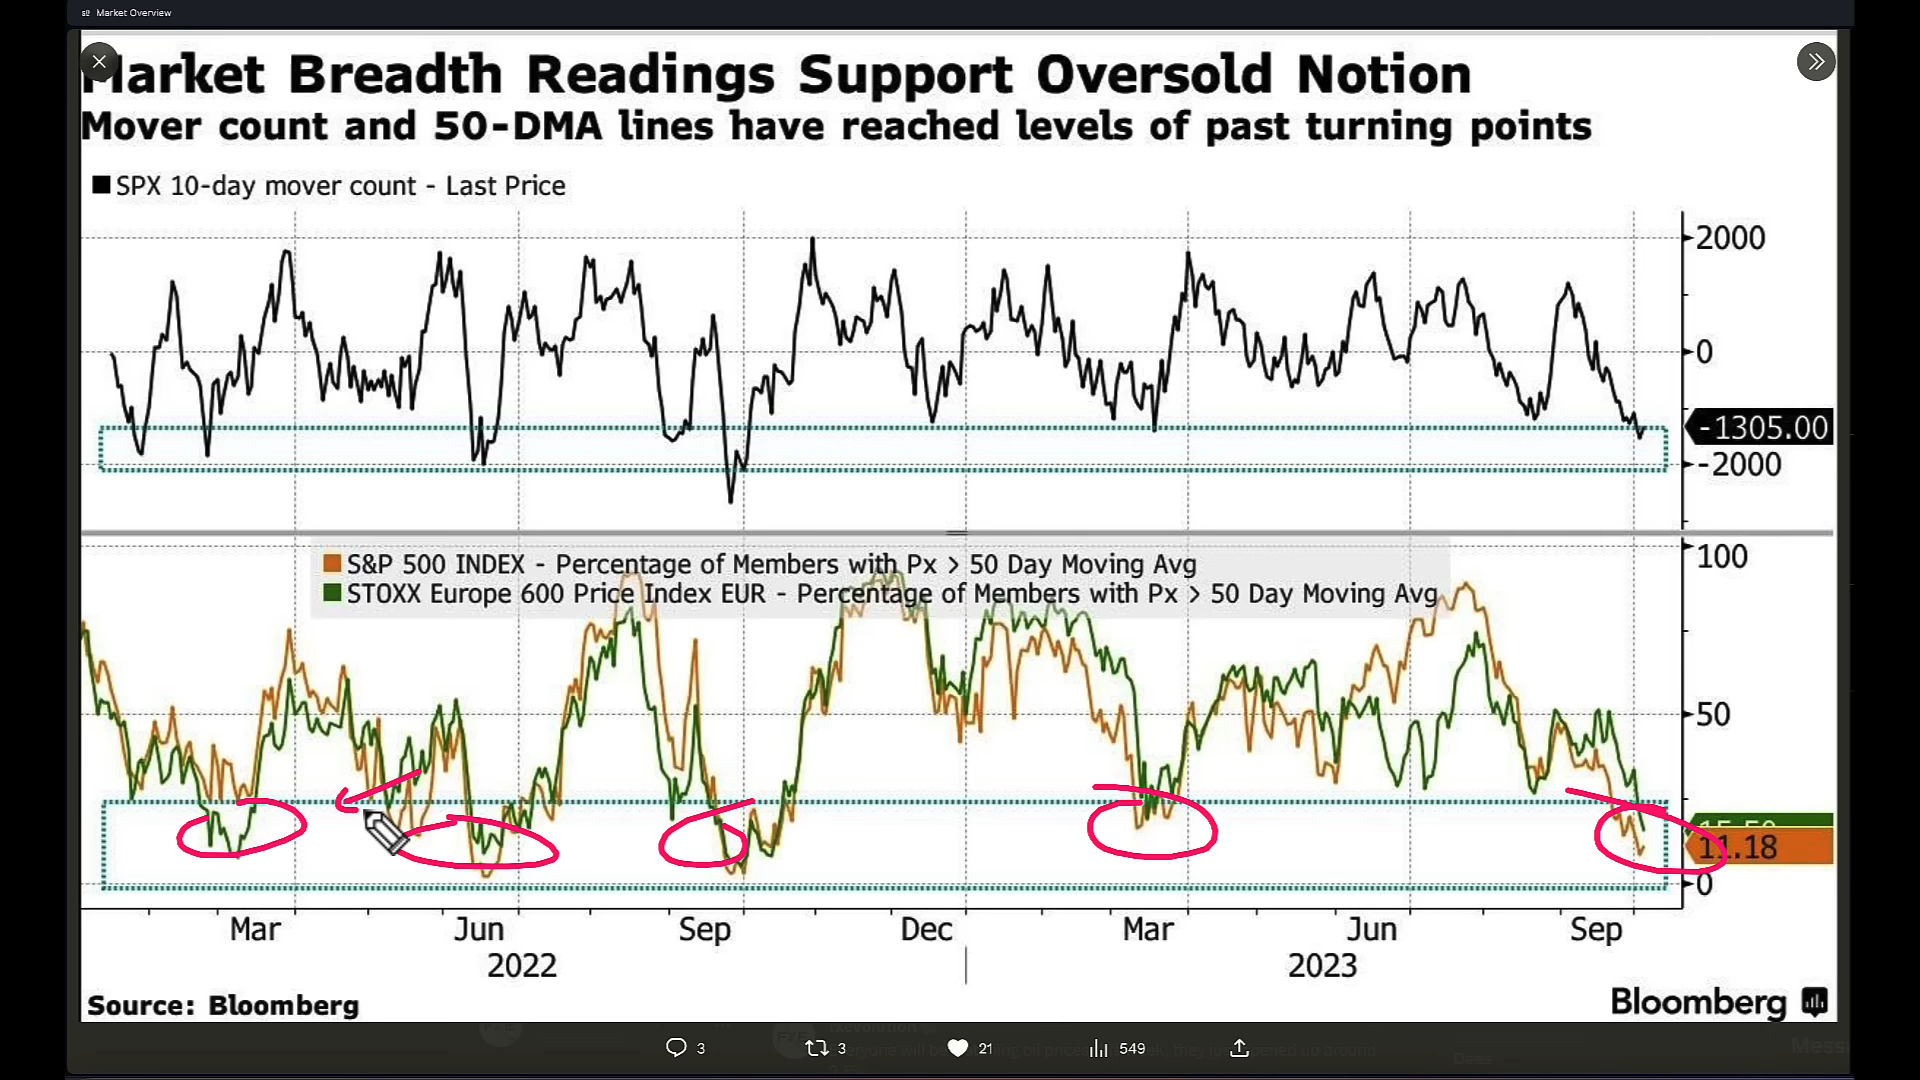 Market Overview
Market Breadth Readings Support Oversold Notion
Mover count and 50-DMA lines have reached levels of past turning points
SPX 10-day mover count - Last Price
2000
0
-1305.00
-2000
S&P 500 INDEX - Percentage of Members with Px > 50 Day Moving Avg
STOXX Europe 600 Price Index EUR - Percentage of Members with Px > 50 Day Moving Avg
100
50
15.50
11.18
0
Mar Jun Sep Dec Mar Jun Sep
2022 2023
Source: Bloomberg
Bloomberg
3 3 21 549